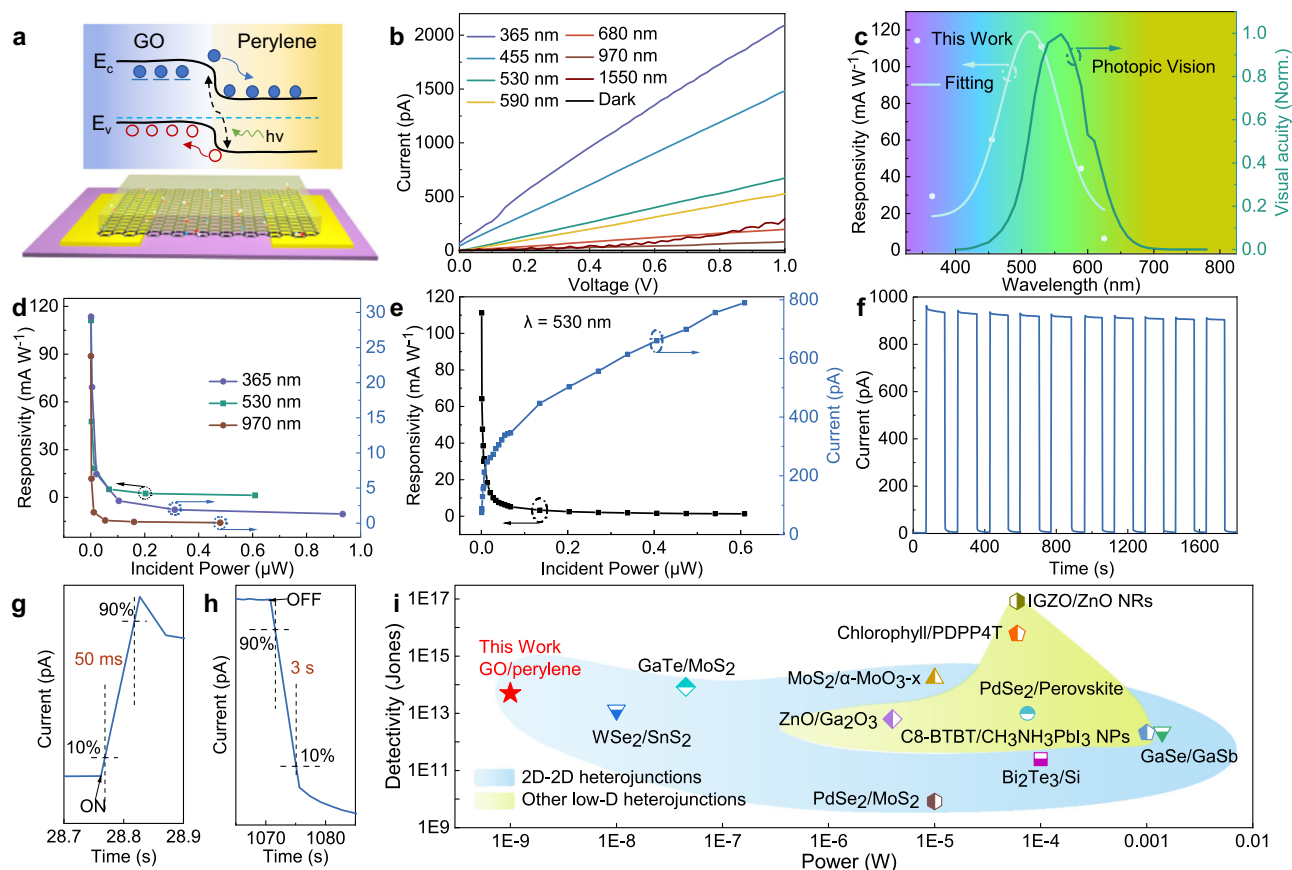 a
GO
Perylene
Ec
Ev
hv
b
Current (pA)
2000
1500
1000
500
0
365 nm
455 nm
530 nm
590 nm
680 nm
970 nm
1550 nm
Dark
0.0 0.2 0.4 0.6 0.8 1.0
Voltage (V)
c
Responsivity (mA W⁻¹)
120
100
80
60
40
20
0
This Work
Fitting
Photopic Vision
1.0
0.8
0.6
0.4
0.2
0.0
Visual acuity (Norm.)
400 500 600 700 800
Wavelength (nm)
d
Responsivity (mA W⁻¹)
120
105
90
75
60
45
30
15
0
-15
365 nm
530 nm
970 nm
30
25
20
15
10
5
0
0.0 0.2 0.4 0.6 0.8 1.0
Incident Power (μW)
e
Responsivity (mA W⁻¹)
120
100
80
60
40
20
0
λ = 530 nm
800
600
400
200
0
Current (pA)
0.0 0.2 0.4 0.6
Incident Power (μW)
f
Current (pA)
1000
800
600
400
200
0
0 400 800 1200 1600
Time (s)
g
Current (pA)
90%
50 ms
10%
ON
28.7 28.8 28.9
Time (s)
h
OFF
90%
3 s
10%
1070 1080
Time (s)
i
Detectivity (Jones)
1E17
1E15
1E13
1E11
1E9
This Work
GO/perylene
GaTe/MoS₂
WSe₂/SnS₂
IGZO/ZnO NRs
Chlorophyll/PDPP4T
MoS₂/α-MoO₃-x
PdSe₂/Perovskite
ZnO/Ga₂O₃
C8-BTBT/CH₃NH₃PbI₃ NPs
GaSe/GaSb
Bi₂Te₃/Si
PdSe₂/MoS₂
2D-2D heterojunctions
Other low-D heterojunctions
1E-9 1E-8 1E-7 1E-6 1E-5 1E-4 0.001 0.01
Power (W)